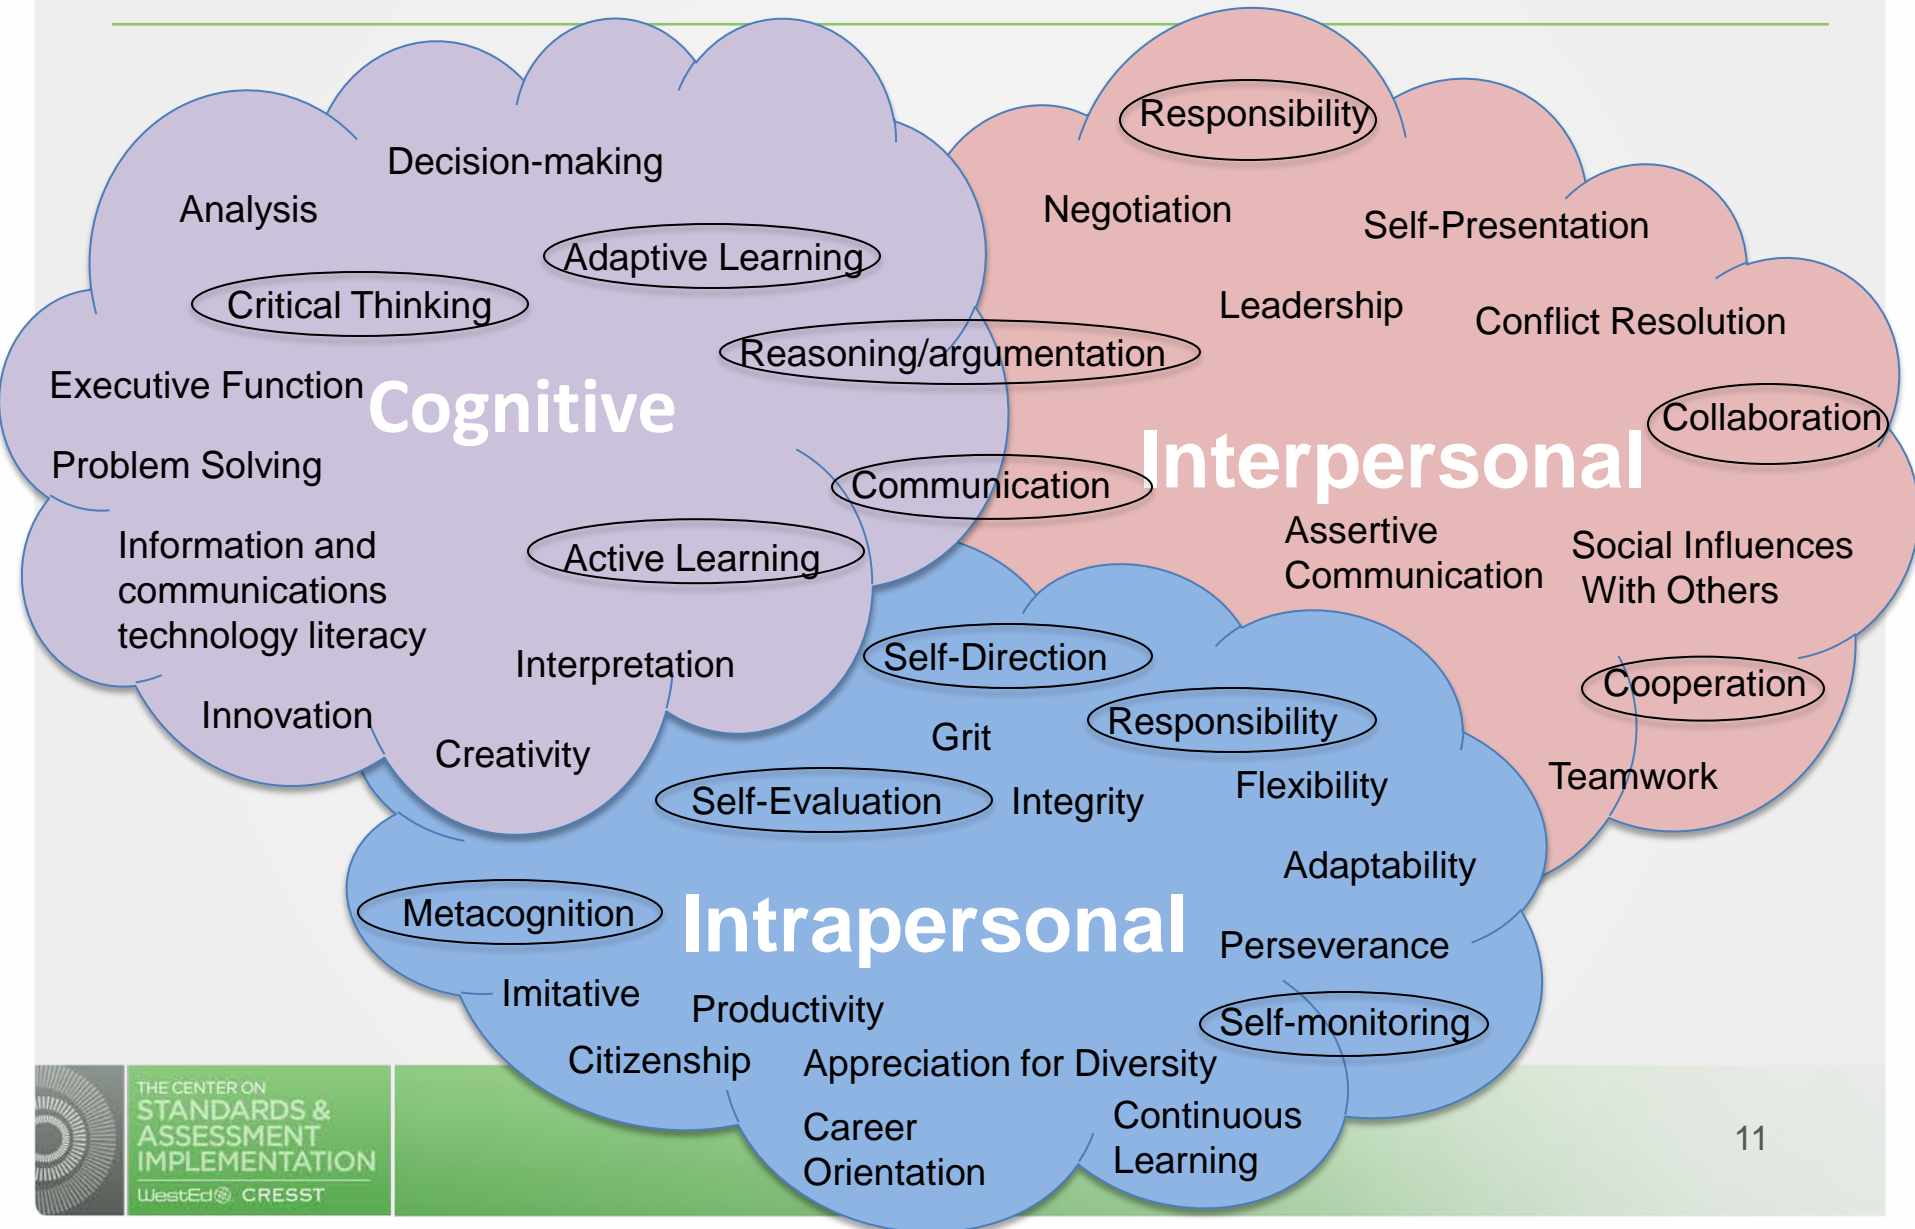 Decision-making
Analysis
Adaptive Learning
Critical Thinking
Reasoning/argumentation
Executive Function
Cognitive
Problem Solving
Communication
Information and
communications
technology literacy
Active Learning
Interpretation
Innovation
Creativity
Responsibility
Negotiation
Self-Presentation
Leadership
Conflict Resolution
Collaboration
Interpersonal
Assertive
Communication
Social Influences
With Others
Cooperation
Teamwork
Self-Direction
Responsibility
Grit
Flexibility
Self-Evaluation
Integrity
Adaptability
Metacognition
Intrapersonal
Perseverance
Imitative
Productivity
Self-monitoring
Citizenship
Appreciation for Diversity
Career
Orientation
Continuous
Learning
THE CENTER ON
STANDARDS &
ASSESSMENT
IMPLEMENTATION
WestEd CRESST
11